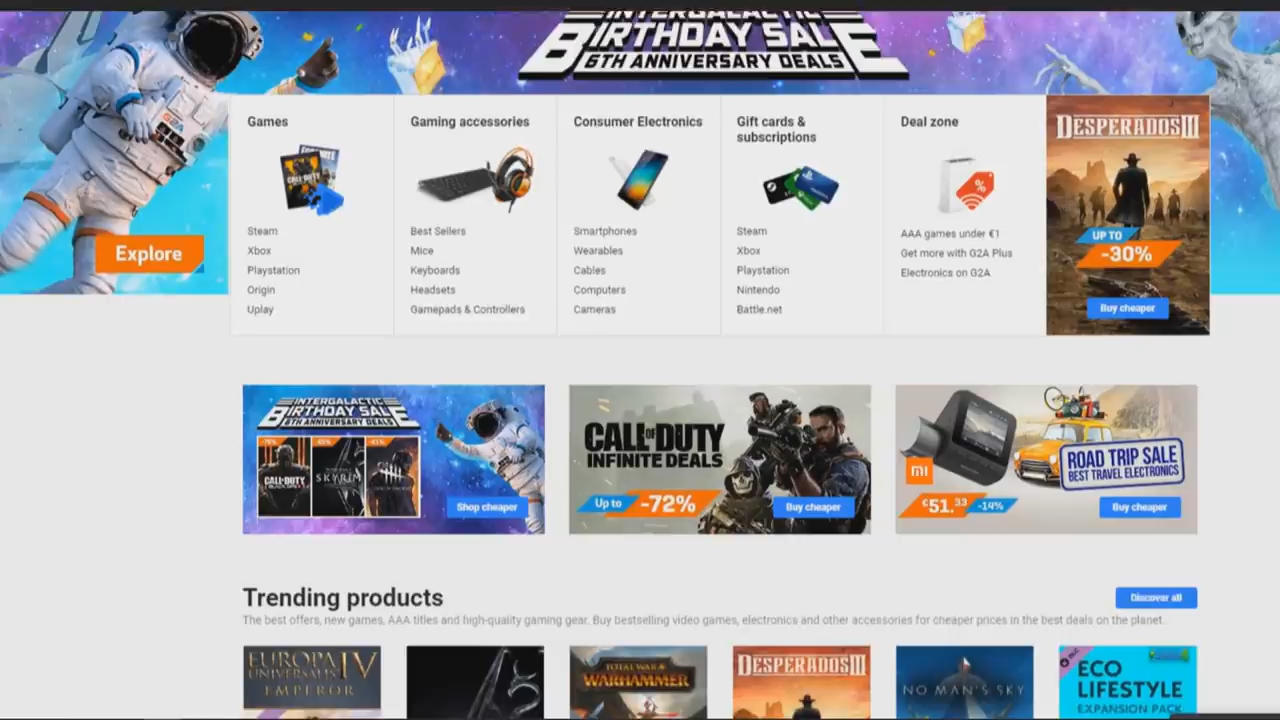 INTERGALACTIC
BIRTHDAY SALE
6TH ANNIVERSARY DEALS
Explore
Games
Steam
Xbox
Playstation
Origin
Uplay
Gaming accessories
Best Sellers
Mice
Keyboards
Headsets
Gamepads & Controllers
Consumer Electronics
Smartphones
Wearables
Cables
Computers
Cameras
Gift cards &
subscriptions
Steam
Xbox
Playstation
Nintendo
Battle.net
Deal zone
%
AAA games under €1
Get more with G2A Plus
Electronics on G2A
DESPERADOS III
UP TO
-30%
Buy cheaper
INTERGALACTIC
BIRTHDAY SALE
6TH ANNIVERSARY DEALS
CALL OF DUTY
SKYRIM
Shop cheaper
CALL OF DUTY
INFINITE DEALS
Up to -72%
Buy cheaper
mi
ROAD TRIP SALE
BEST TRAVEL ELECTRONICS
€51.33 -14%
Buy cheaper
Trending products
Discover all
The best offers, new games, AAA titles and high-quality gaming gear. Buy bestselling video games, electronics and other accessories for cheaper prices in the best deals on the planet.
EUROPA
UNIVERSALIS IV
EMPEROR
TOTAL WAR
WARHAMMER
DESPERADOS III
NO MAN'S SKY
DLC
ECO
LIFESTYLE
EXPANSION PACK